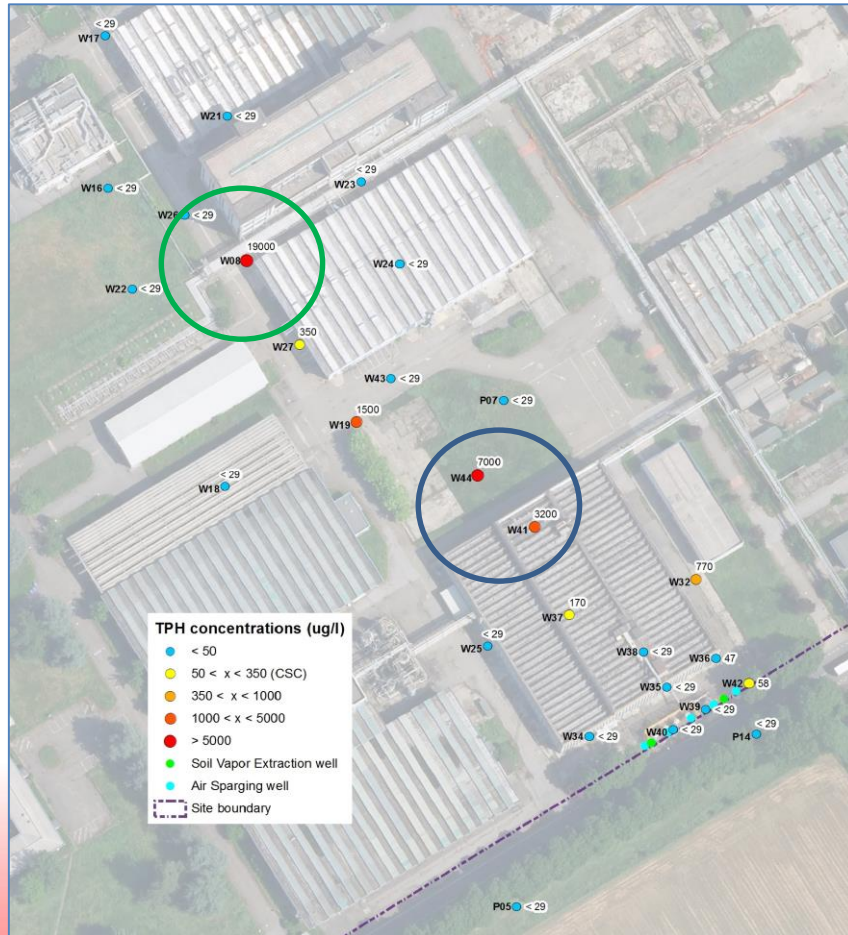 < 29
W17
W21 < 29
< 29
W23
W16 < 29
W26 < 29
19000
W08
W24 < 29
W22 < 29
350
W27
W43 < 29
P07 < 29
1500
W19
7000
W44
< 29
W18
3200
W41
770
W32
170
W37
TPH concentrations (ug/l)
< 50
50 < x < 350 (CSC)
350 < x < 1000
1000 < x < 5000
> 5000
Soil Vapor Extraction well
Air Sparging well
Site boundary
< 29
W25
W38 < 29
W36 47
W42 58
W35 < 29
W39 < 29
W34 < 29
W40 < 29
< 29
P14
P05 < 29